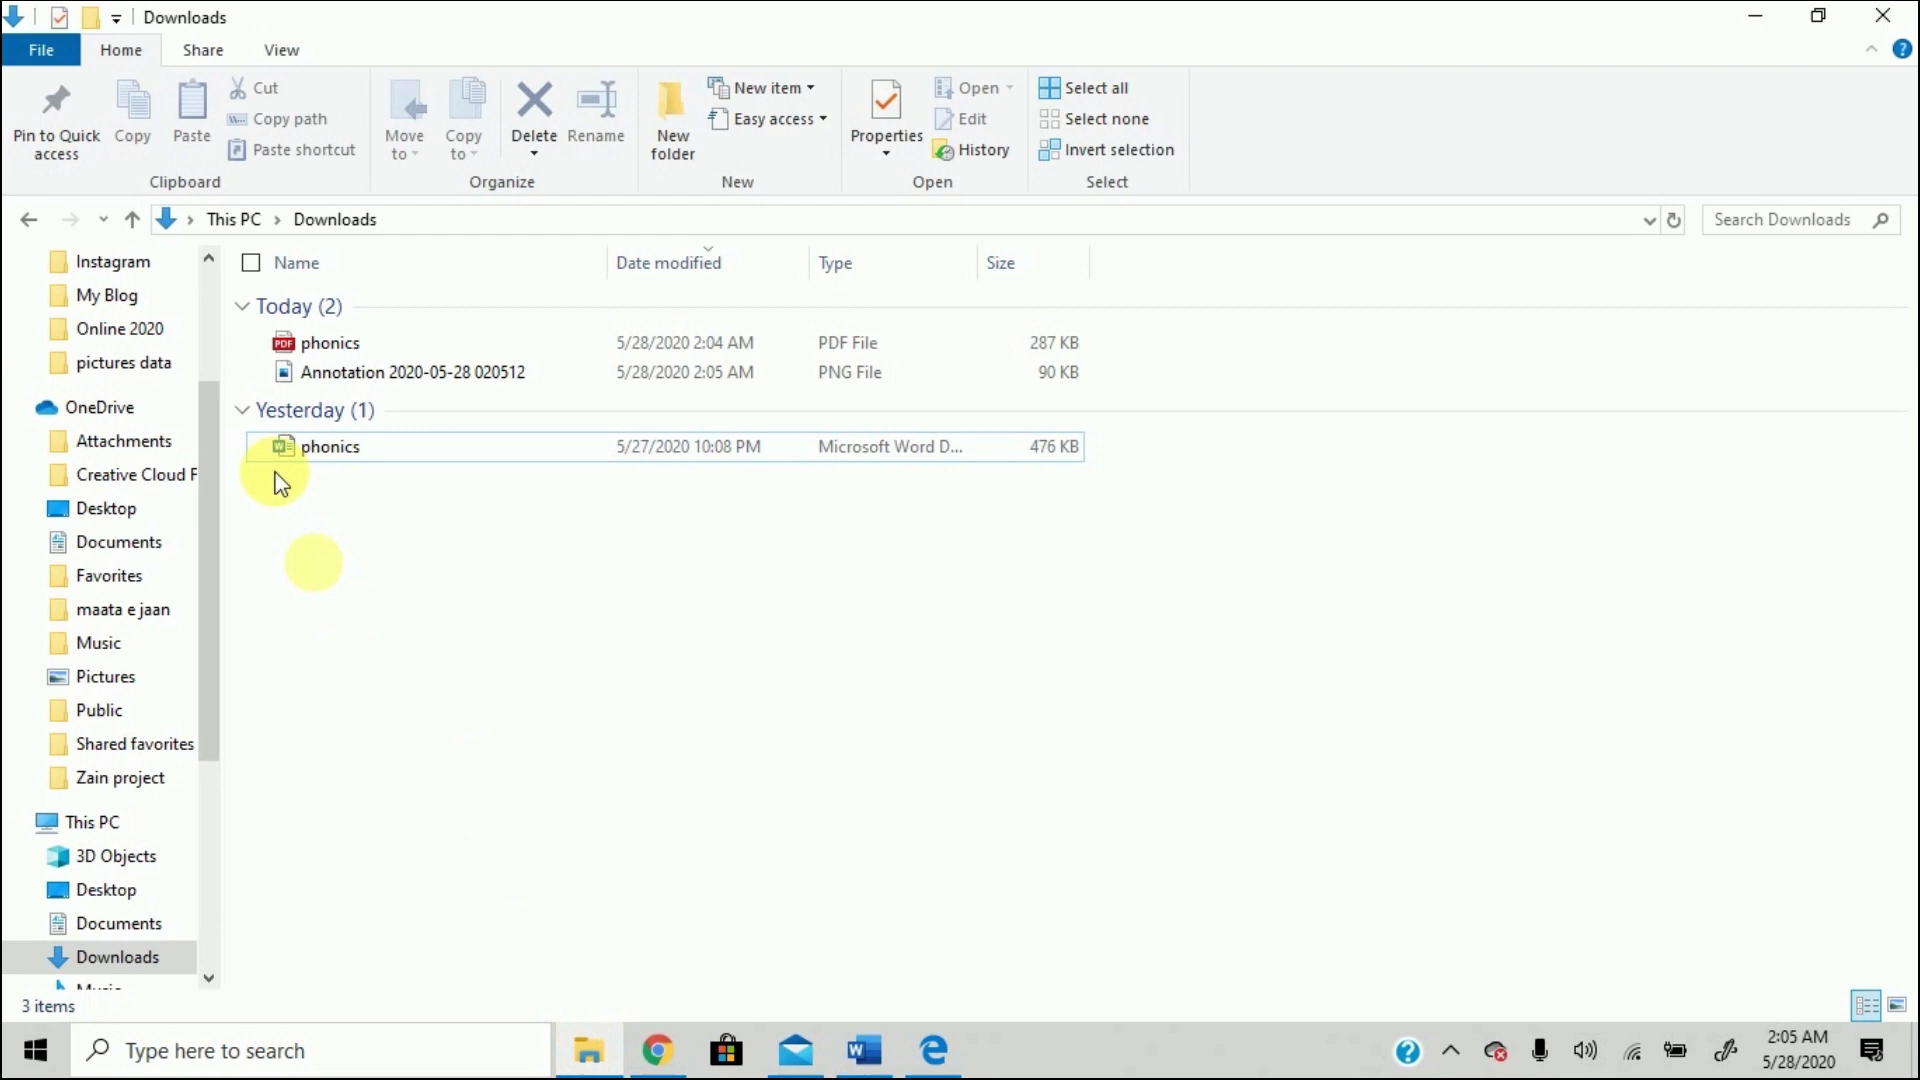 Downloads
File Home Share View
Pin to Quick access
Copy
Paste
Cut
Copy path
Paste shortcut
Clipboard
Move to
Copy to
Delete
Rename
Organize
New folder
New item
Easy access
New
Properties
Open
Edit
History
Open
Select all
Select none
Invert selection
Select
This PC > Downloads
Search Downloads
Instagram
My Blog
Online 2020
pictures data
OneDrive
Attachments
Creative Cloud F
Desktop
Documents
Favorites
maata e jaan
Music
Pictures
Public
Shared favorites
Zain project
This PC
3D Objects
Desktop
Documents
Downloads
Music
Name Date modified Type Size
Today (2)
PDF phonics 5/28/2020 2:04 AM PDF File 287 KB
Annotation 2020-05-28 020512 5/28/2020 2:05 AM PNG File 90 KB
Yesterday (1)
phonics 5/27/2020 10:08 PM Microsoft Word D... 476 KB
3 items
Type here to search
2:05 AM
5/28/2020